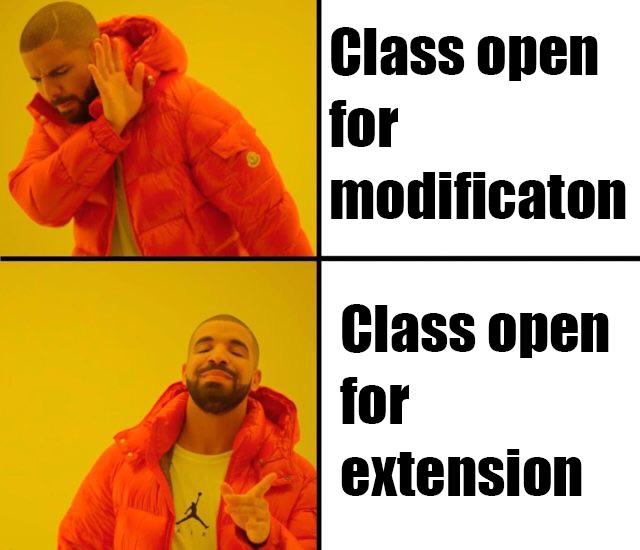 Class open
for
modificaton
Class open
for
extension